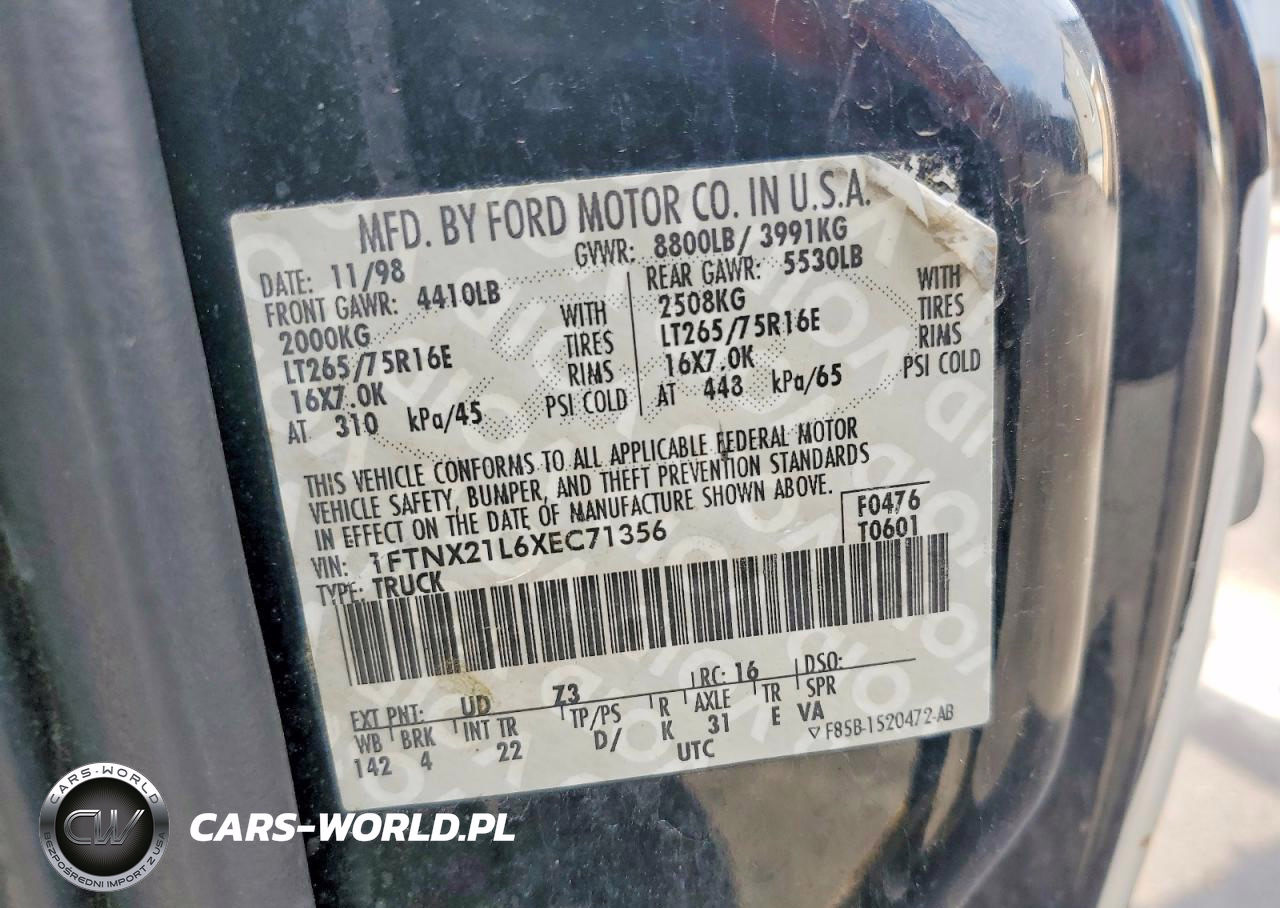 MFD. BY FORD MOTOR CO. IN U.S.A.
DATE: 11/98 GVWR: 8800LB/ 3991KG
FRONT GAWR: 4410LB REAR GAWR: 5530LB
2000KG WITH 2508KG WITH
LT265/75R16E TIRES LT265/75R16E TIRES
16X7.0K RIMS 16X7.0K RIMS
AT 310 kPa/45 PSI COLD AT 448 kPa/65 PSI COLD
THIS VEHICLE CONFORMS TO ALL APPLICABLE FEDERAL MOTOR
VEHICLE SAFETY, BUMPER, AND THEFT PREVENTION STANDARDS
IN EFFECT ON THE DATE OF MANUFACTURE SHOWN ABOVE.
F0476
VIN: 1FTNX21L6XEC71356 T0601
TYPE: TRUCK
EXT PNT: UD Z3 RC: 16 DSO:
WB BRK INT TR TP/PS R AXLE TR SPR
142 4 22 D/ K 31 E VA
UTC ▽ F85B-1520472-AB
CARS-WORLD
CW
BEZPOŚREDNI IMPORT Z USA
CARS-WORLD.PL